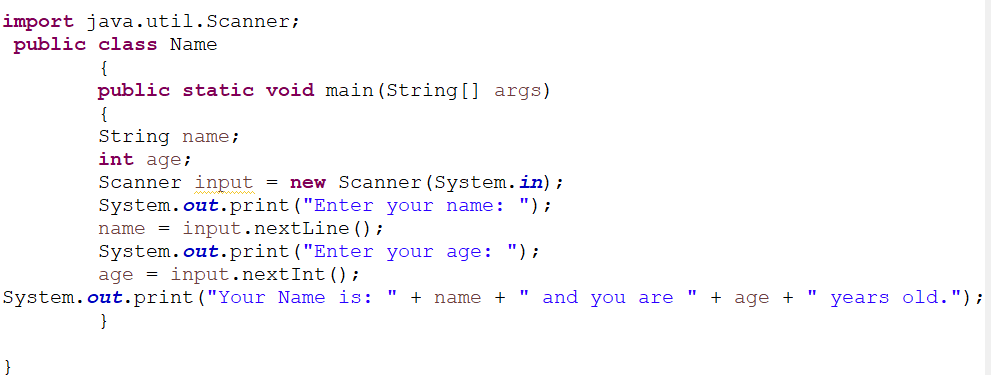 import java.util.Scanner;
public class Name
{
public static void main(String[] args)
{
String name;
int age;
Scanner input = new Scanner(System.in);
System.out.print("Enter your name: ");
name = input.nextLine();
System.out.print("Enter your age: ");
age = input.nextInt();
System.out.print("Your Name is: " + name + " and you are " + age + " years old.");
}
}